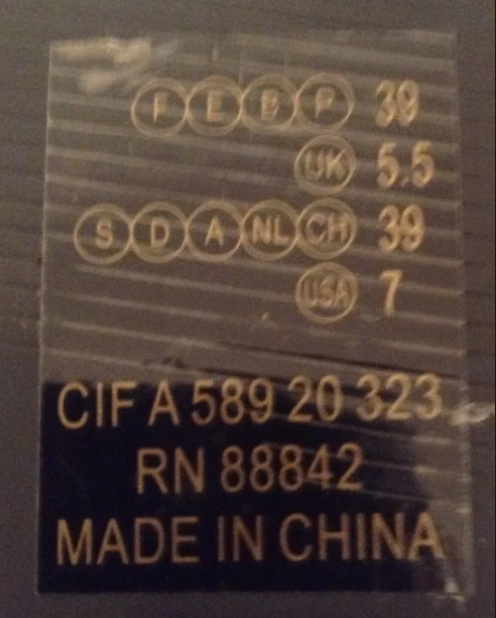 F E B P 39
UK 5.5
S D A NL CH 39
USA 7
CIF A 589 20 323
RN 88842
MADE IN CHINA